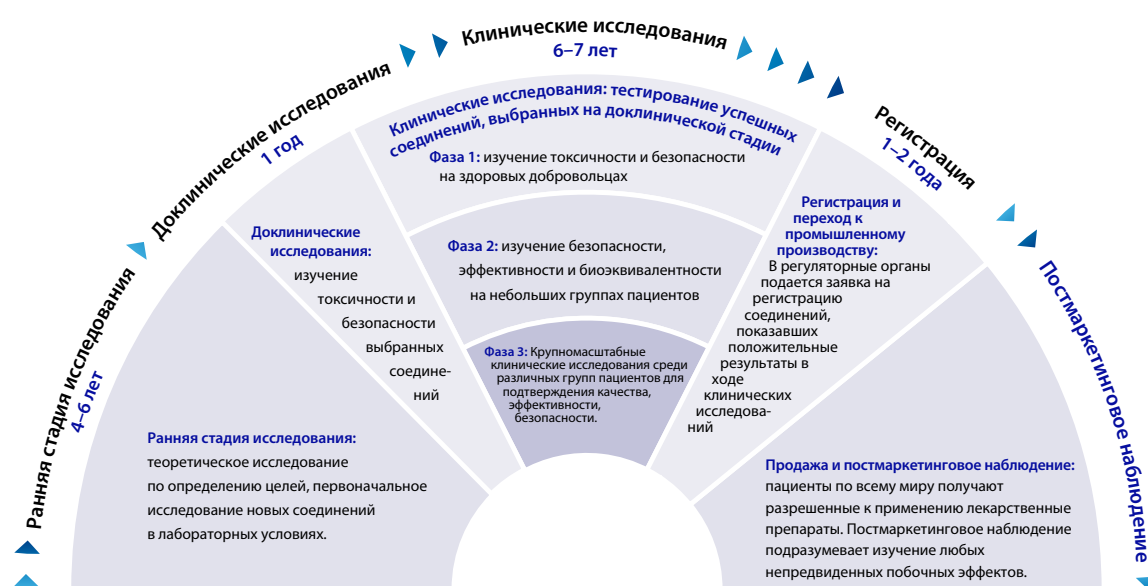 Ранняя стадия исследования
4–6 лет
Доклинические исследования
1 год
Клинические исследования
6–7 лет
Регистрация
1–2 года
Постмаркетинговое наблюдение
Ранняя стадия исследования:
теоретическое исследование
по определению целей, первоначальное
исследование новых соединений
в лабораторных условиях.
Доклинические
исследования:
изучение
токсичности и
безопасности
выбранных
соедине-
ний
Клинические исследования: тестирование успешных
соединений, выбранных на доклинической стадии
Фаза 1: изучение токсичности и безопасности
на здоровых добровольцах
Фаза 2: изучение безопасности,
эффективности и биоэквивалентности
на небольших группах пациентов
Фаза 3: Крупномасштабные
клинические исследования среди
различных групп пациентов для
подтверждения качества,
эффективности,
безопасности.
Регистрация и
переход к
промышленному
производству:
В регуляторные органы
подается заявка на
регистрацию
соединений,
показавших
положительные
результаты в
ходе
клинических
исследова-
ний
Продажа и постмаркетинговое наблюдение:
пациенты по всему миру получают
разрешенные к применению лекарственные
препараты. Постмаркетинговое наблюдение
подразумевает изучение любых
непредвиденных побочных эффектов.